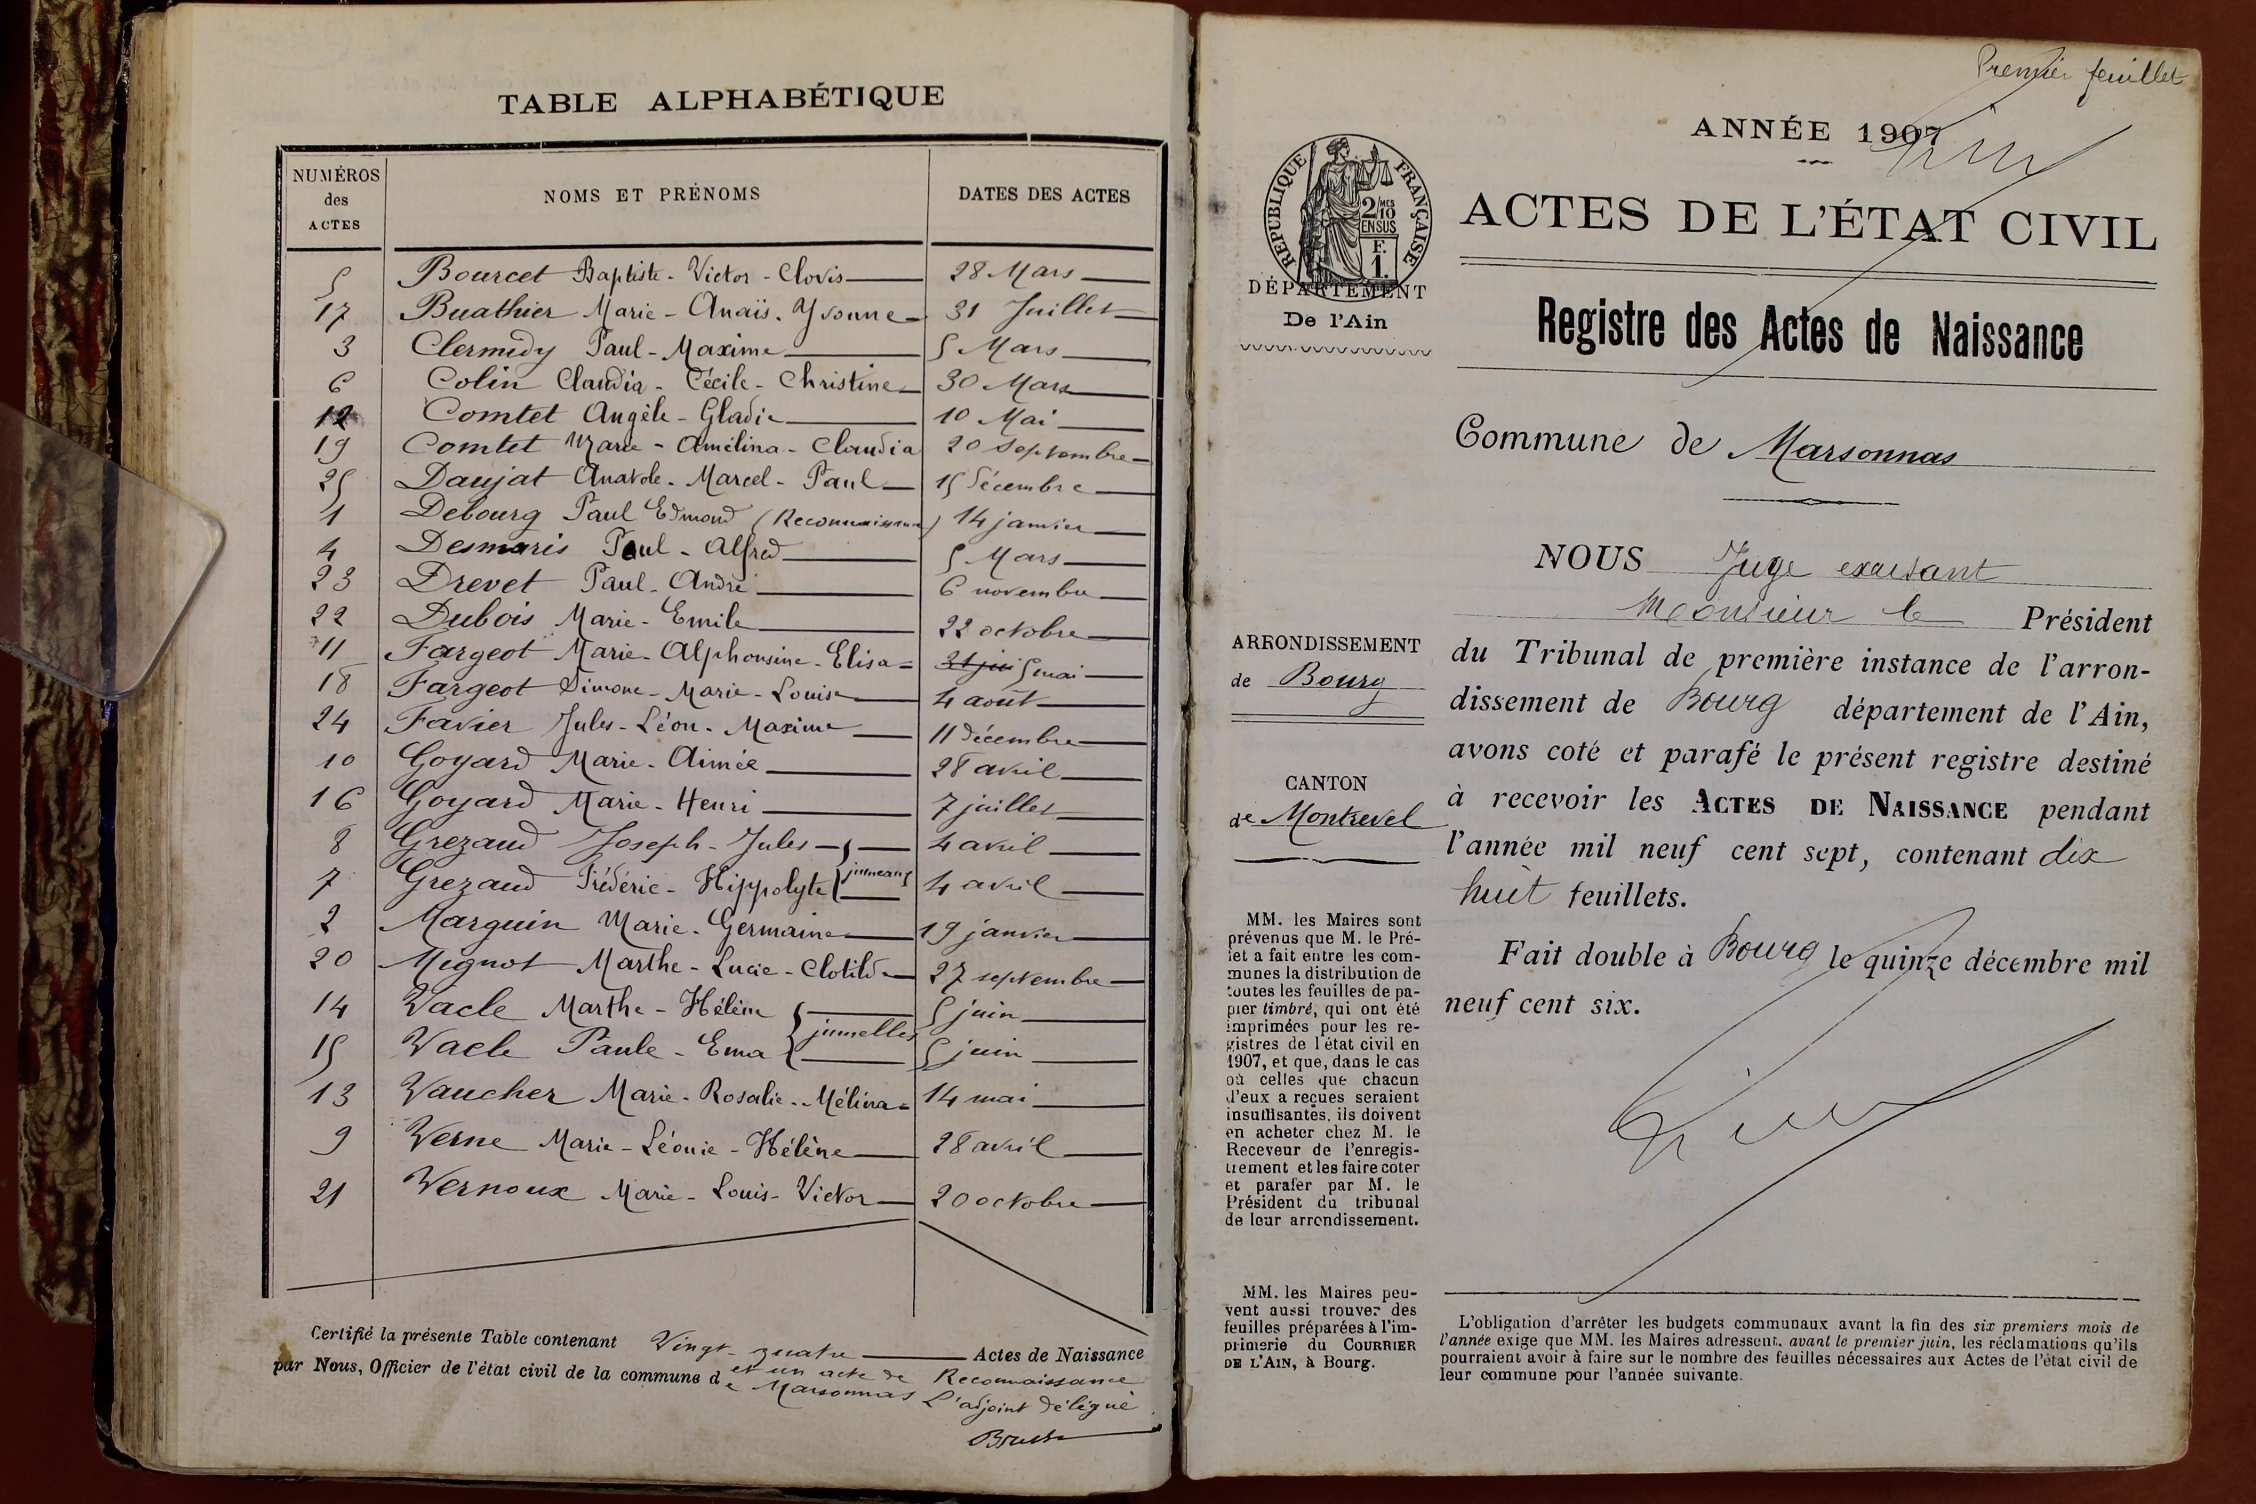 TABLE ALPHABÉTIQUE
NUMÉROS des ACTES | NOMS ET PRÉNOMS | DATES DES ACTES
5 Bourcet Baptiste - Victor - Clovis 28 Mars
17 Buathier Marie - Anaïs - Yvonne 31 Juillet
3 Clermidy Paul - Maxime 5 Mars
6 Colin Claudia - Cécile - Christine 30 Mars
12 Comtet Angèle - Gladie 10 Mai
19 Comtet Marie - Amélina - Claudia 20 Septembre
25 Daujat Anatole - Marcel - Paul 15 Décembre
1 Debourg Paul Edmond (Reconnaissance) 14 janvier
4 Desmaris Paul - Alfred 5 Mars
23 Drevet Paul - André 6 novembre
22 Dubois Marie - Emile 22 octobre
11 Fargeot Marie - Alphonsine - Elisa 5 mai
18 Fargeot Simone - Marie - Louise 4 août
24 Favier Jules - Léon - Maxime 11 décembre
10 Goyard Marie - Aimée 28 avril
16 Goyard Marie - Henri 7 juillet
8 Grezaud Joseph - Jules 4 avril
jumeaux
7 Grezaud Frédéric - Hippolyte 4 avril
2 Marguin Marie - Germaine 19 janvier
20 Mignot Marthe - Lucie - Clotilde 27 septembre
14 Vacle Marthe - Hélène 5 juin
jumelles
15 Vacle Paule - Ema 5 juin
13 Vaucher Marie - Rosalie - Mélina 14 mai
9 Verne Marie - Léonie - Hélène 28 avril
21 Vernoux Marie - Louis - Victor 20 octobre
Certifié la présente Table contenant Vingt-quatre Actes de Naissance
et un acte de Reconnaissance
par Nous, Officier de l'état civil de la commune de Marsonnas L'adjoint délégué
Premier feuillet
ANNÉE 1907
ACTES DE L'ÉTAT CIVIL
RÉPUBLIQUE FRANÇAISE
2/10 MES
EN SUS
F.
1.
DÉPARTEMENT
De l'Ain
Registre des Actes de Naissance
Commune de Marsonnas
NOUS Juge exerçant
Monsieur le Président
du Tribunal de première instance de l'arron-
dissement de Bourg département de l'Ain,
avons coté et parafé le présent registre destiné
à recevoir les ACTES DE NAISSANCE pendant
l'année mil neuf cent sept, contenant dix
huit feuillets.
Fait double à Bourg le quinze décembre mil
neuf cent six.
ARRONDISSEMENT
de Bourg
CANTON
de Montrevel
MM. les Maires sont
prévenus que M. le Pré-
fet a fait entre les com-
munes la distribution de
toutes les feuilles de pa-
pier timbré, qui ont été
imprimées pour les re-
gistres de l'état civil en
1907, et que, dans le cas
où celles que chacun
d'eux a reçues seraient
insuffisantes, ils doivent
en acheter chez M. le
Receveur de l'enregis-
trement et les faire coter
et parafer par M. le
Président du tribunal
de leur arrondissement.
MM. les Maires peu-
vent aussi trouver des
feuilles préparées à l'im-
primerie du COURRIER
DE L'AIN, à Bourg.
L'obligation d'arrêter les budgets communaux avant la fin des six premiers mois de
l'année exige que MM. les Maires adressent, avant le premier juin, les réclamations qu'ils
pourraient avoir à faire sur le nombre des feuilles nécessaires aux Actes de l'état civil de
leur commune pour l'année suivante.